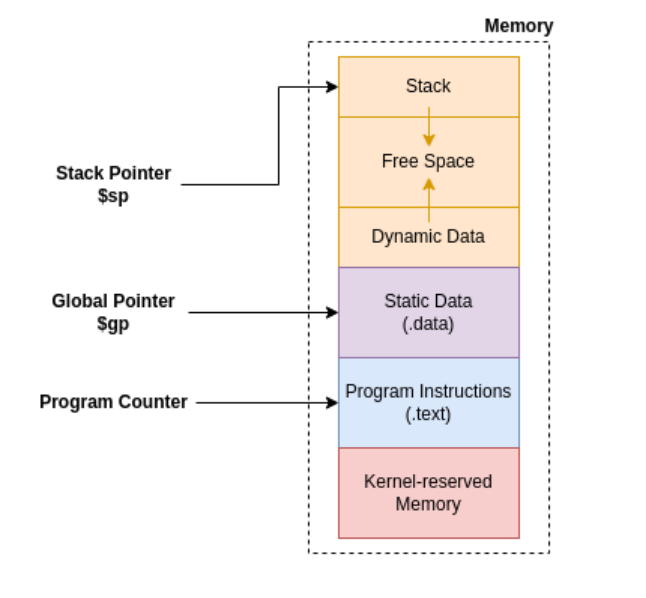 Memory
Stack
Stack Pointer
$sp
Free Space
Dynamic Data
Global Pointer
$gp
Static Data
(.data)
Program Counter
Program Instructions
(.text)
Kernel-reserved
Memory